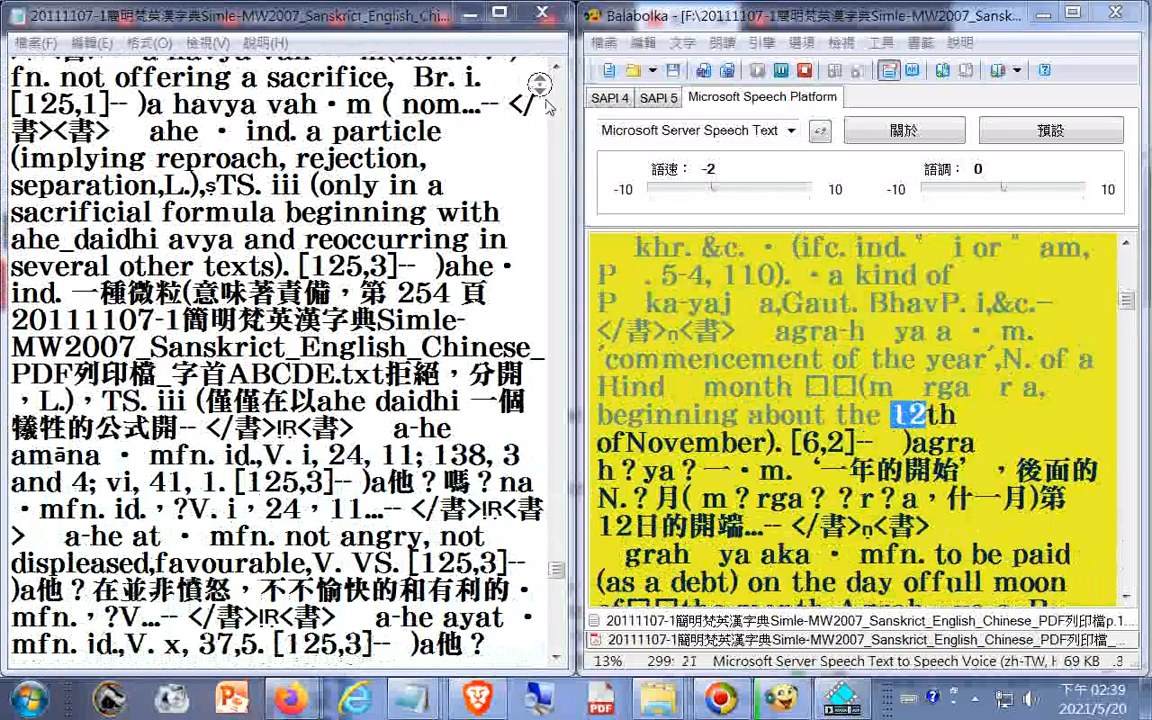 20111107-1簡明梵英漢字典Simle-MW2007_Sanskrict_English_Chi...
檔案(F) 編輯(E) 格式(O) 檢視(V) 說明(H)
fn. not offering a sacrifice, Br. i.
[125,1]-- )a havya vah・m ( nom...-- </
書><書> ahe ・ ind. a particle
(implying reproach, rejection,
separation,L.),șTS. iii (only in a
sacrificial formula beginning with
ahe_daidhi avya and reoccurring in
several other texts). [125,3]-- )ahe・
ind. 一種微粒(意味著責備，第 254 頁
20111107-1簡明梵英漢字典Simle-
MW2007_Sanskrict_English_Chinese_
PDF列印檔_字首ABCDE.txt拒絕，分開
，L.)，TS. iii (僅僅在以ahe daidhi 一個
犧牲的公式開-- </書>ỊR<書> a-he
amāna ・ mfn. id.,V. i, 24, 11; 138, 3
and 4; vi, 41, 1. [125,3]-- )a他？嗎？na
・mfn. id.，?V. i，24，11...-- </書>ỊR<書
> a-he at ・ mfn. not angry, not
displeased,favourable,V. VS. [125,3]--
)a他？在並非憤怒，不不愉快的和有利的・
mfn.，?V...-- </書>ỊR<書> a-he ayat ・
mfn. id.,V. x, 37,5. [125,3]-- )a他？
Balabolka - [F:\20111107-1簡明梵英漢字典Simle-MW2007_Sansk...
檔案 編輯 文字 朗讀 引擎 選項 檢視 工具 書籤 說明
SAPI 4 SAPI 5 Microsoft Speech Platform
Microsoft Server Speech Text 關於 預設
語速： -2 語調： 0
-10 10 -10 10
khr. &c. ・ (ifc. ind. ° i or ° am,
P . 5-4, 110). ・a kind of
P ka-yaj a,Gaut. BhavP. i,&c.--
</書>ṇ<書> agra-h ya a ・ m.
'commencement of the year',N. of a
Hind month □□(m rga r a,
beginning about the 12th
ofNovember). [6,2]-- )agra
h？ya？一・m.‘一年的開始’，後面的
N.？月( m？rga？？r？a，什一月)第
12日的開端...-- </書>ṇ<書>
grah ya aka ・ mfn. to be paid
(as a debt) on the day offull moon
20111107-1簡明梵英漢字典Simle-MW2007_Sanskrict_English_Chinese_PDF列印檔p.1...
20111107-1簡明梵英漢字典Simle-MW2007_Sanskrict_English_Chinese_PDF列印檔_...
13% 299: 21 Microsoft Server Speech Text to Speech Voice (zh-TW, H 69 KB .3
PDF
下午 02:39
2021/5/20